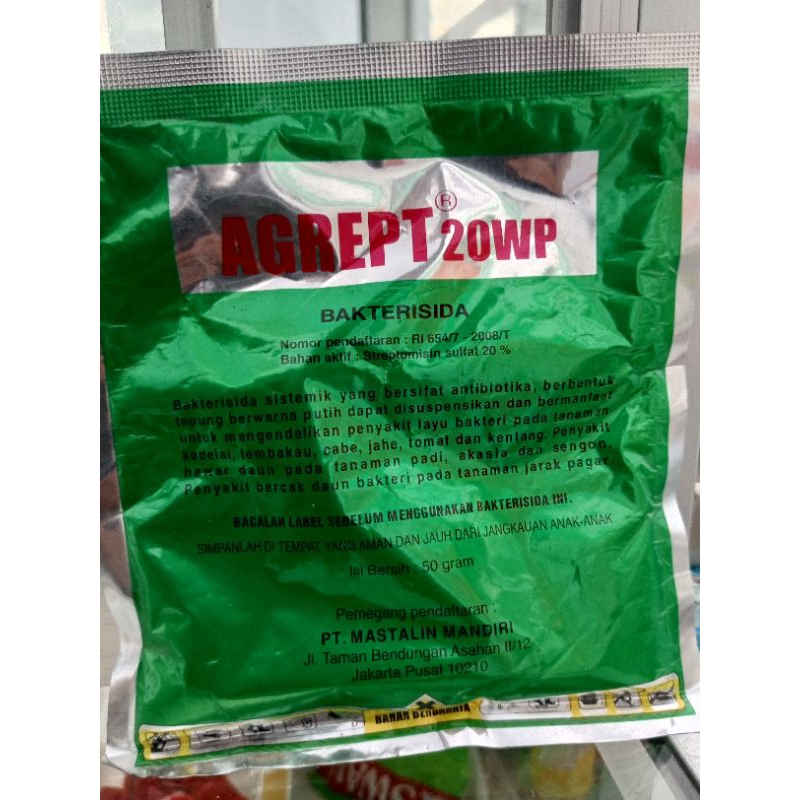 AGREPT® 20WP
BAKTERISIDA
Nomor pendaftaran : RI 654/7 - 2008/T
Bahan aktif : Streptomisin sulfat 20 %
Bakterisida sistemik yang bersifat antibiotika, berbentuk
tepung berwarna putih dapat disuspensikan dan bermanfaat
untuk mengendalikan penyakit layu bakteri pada tanaman
kedelai, tembakau, cabe, jahe, tomat dan kentang. Penyakit
hawar daun pada tanaman padi, akasia dan sengon.
Penyakit bercak daun bakteri pada tanaman jarak pagar.
BACALAH LABEL SEBELUM MENGGUNAKAN BAKTERISIDA INI.
SIMPANLAH DI TEMPAT YANG AMAN DAN JAUH DARI JANGKAUAN ANAK-ANAK
Isi Bersih : 50 gram
Pemegang pendaftaran :
PT. MASTALIN MANDIRI
Jl. Taman Bendungan Asahan II/12
Jakarta Pusat 10210
BAHAN BERBAHAYA